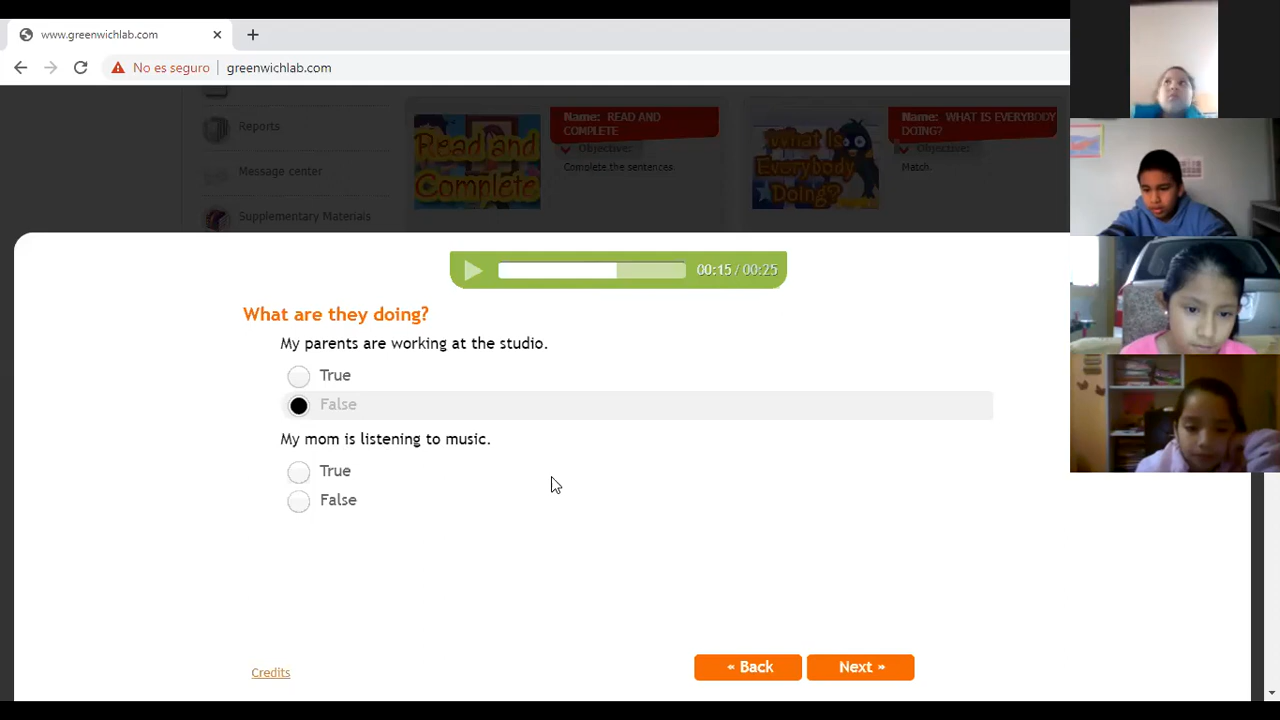 www.greenwichlab.com
No es seguro greenwichlab.com
Reports
Message center
Supplementary Materials
Read and
Complete
Name: READ AND
COMPLETE
Objective:
Complete the sentences
What Is
Everybody
Doing?
Name: WHAT IS EVERYBODY
DOING?
Objective:
Match.
00:15 / 00:25
What are they doing?
My parents are working at the studio.
True
False
My mom is listening to music.
True
False
Credits
« Back
Next »